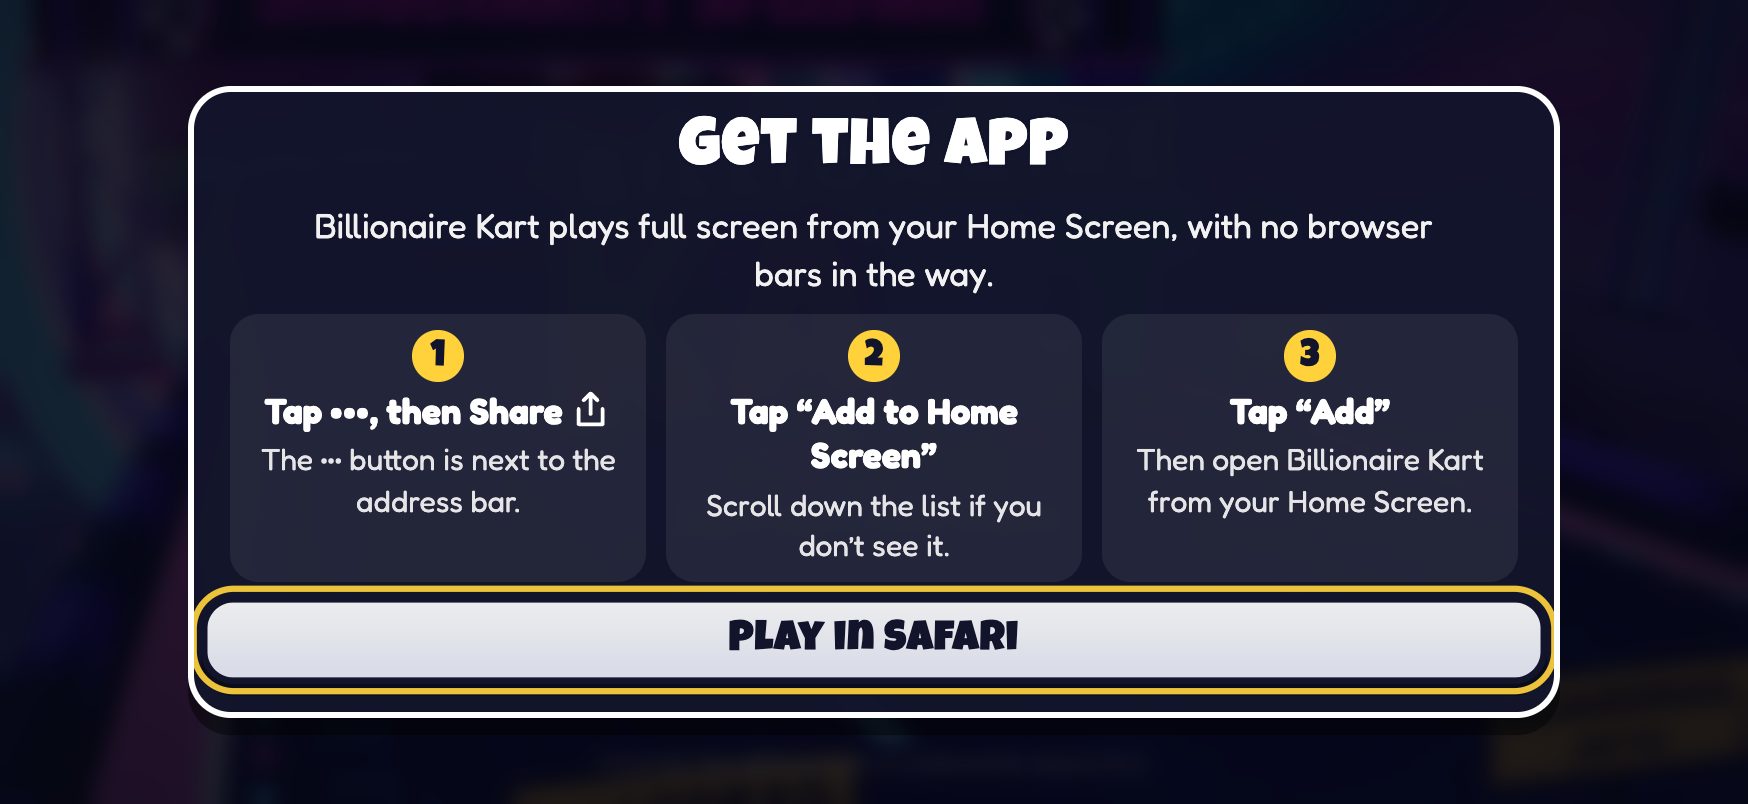 Get the App
Billionaire Kart plays full screen from your Home Screen, with no browser
bars in the way.
1
Tap •••, then Share
The ••• button is next to the
address bar.
2
Tap “Add to Home
Screen”
Scroll down the list if you
don’t see it.
3
Tap “Add”
Then open Billionaire Kart
from your Home Screen.
Play in Safari